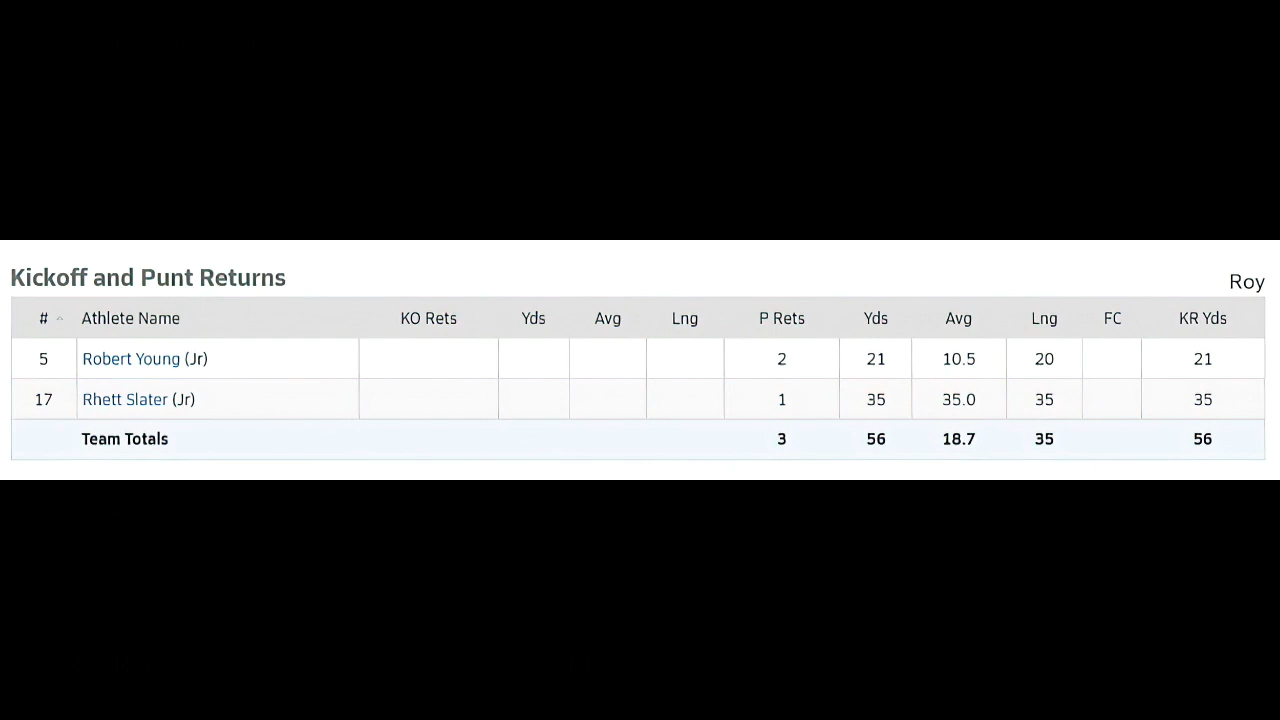 Kickoff and Punt Returns
Roy
# Athlete Name KO Rets Yds Avg Lng P Rets Yds Avg Lng FC KR Yds
5 Robert Young (Jr) 2 21 10.5 20 21
17 Rhett Slater (Jr) 1 35 35.0 35 35
Team Totals 3 56 18.7 35 56